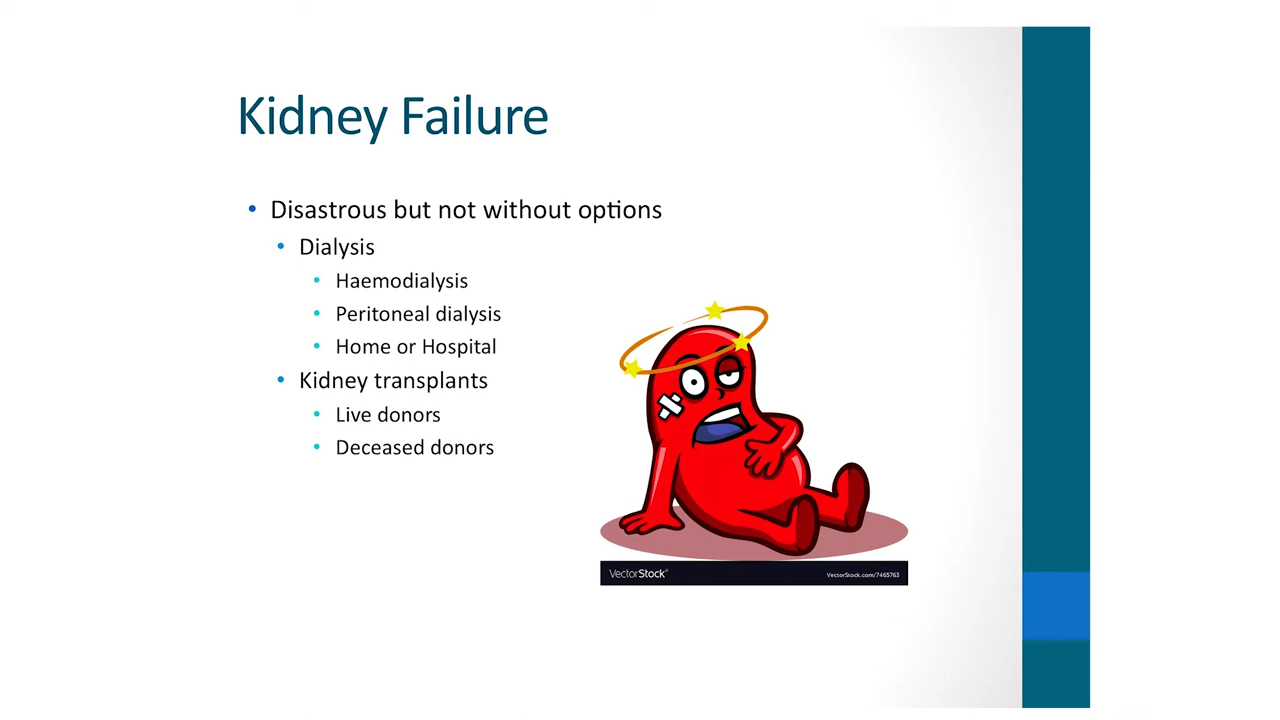 Kidney Failure
• Disastrous but not without options
• Dialysis
• Haemodialysis
• Peritoneal dialysis
• Home or Hospital
• Kidney transplants
• Live donors
• Deceased donors
VectorStock® VectorStock.com/7465763